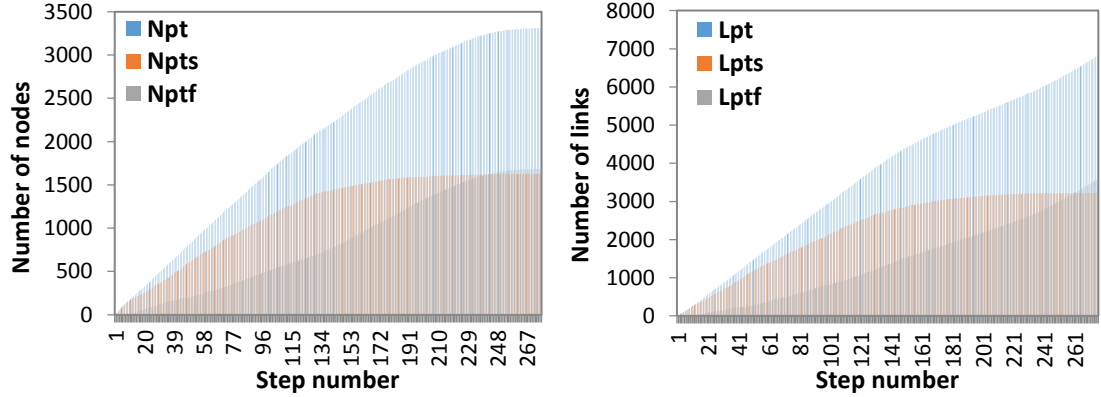 3500
3000
2500
2000
1500
1000
500
0
Number of nodes
Npt
Npts
Nptf
1 20 39 58 77 96 115 134 153 172 191 210 229 248 267
Step number
8000
7000
6000
5000
4000
3000
2000
1000
0
Number of links
Lpt
Lpts
Lptf
1 21 41 61 81 101 121 141 161 181 201 221 241 261
Step number